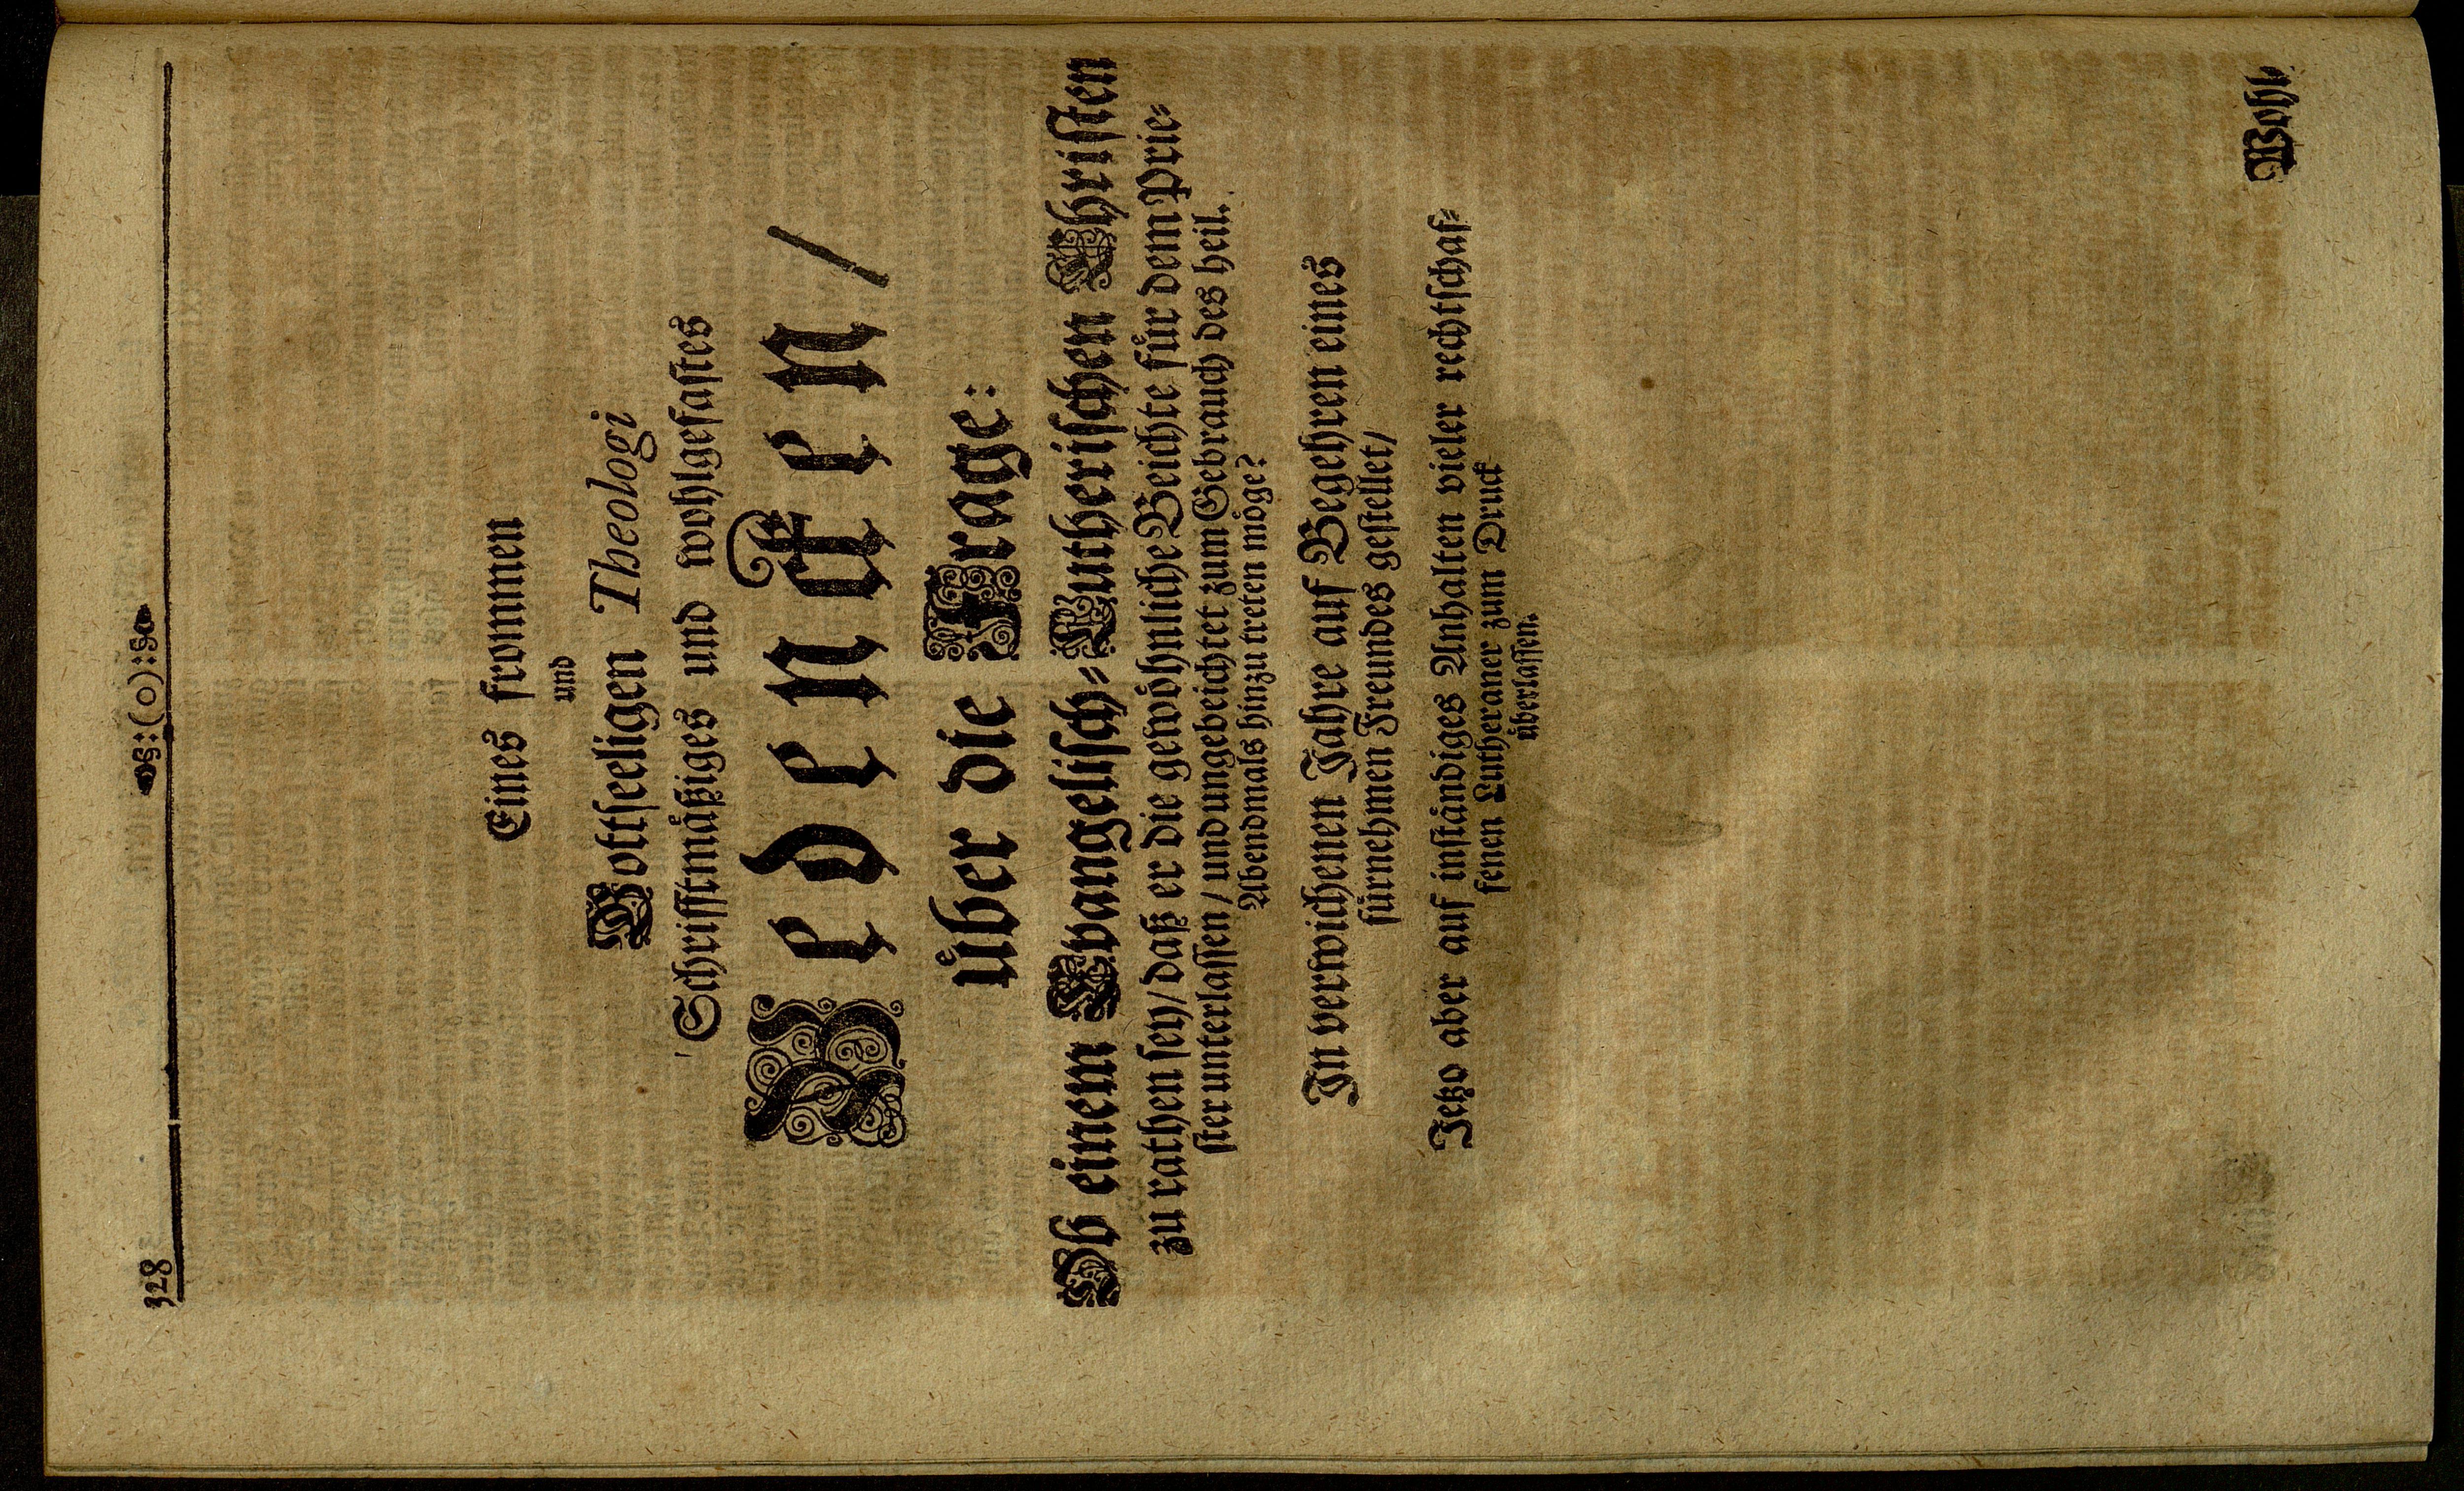 328
:(o):
Eines frommen
und
Gottseeligen Theologi
Schrifftmäßiges und wohlgefastes
Bedencken/
über die Frage:
Ob einem Evangelisch-Lutherischen Christen
zu rathen sey/ daß er die gewöhnliche Beichte für dem Prie-
ster unterlassen/ und ungebeichtet zum Gebrauch des heil.
Abendmals hinzu treten möge?
In verwichenen Jahre auf Begehren eines
fürnehmen Freundes gestellet/
Jetzo aber auf inständiges Anhalten vieler rechtschaf-
fenen Lutheraner zum Druck
überlassen.
Wohl-